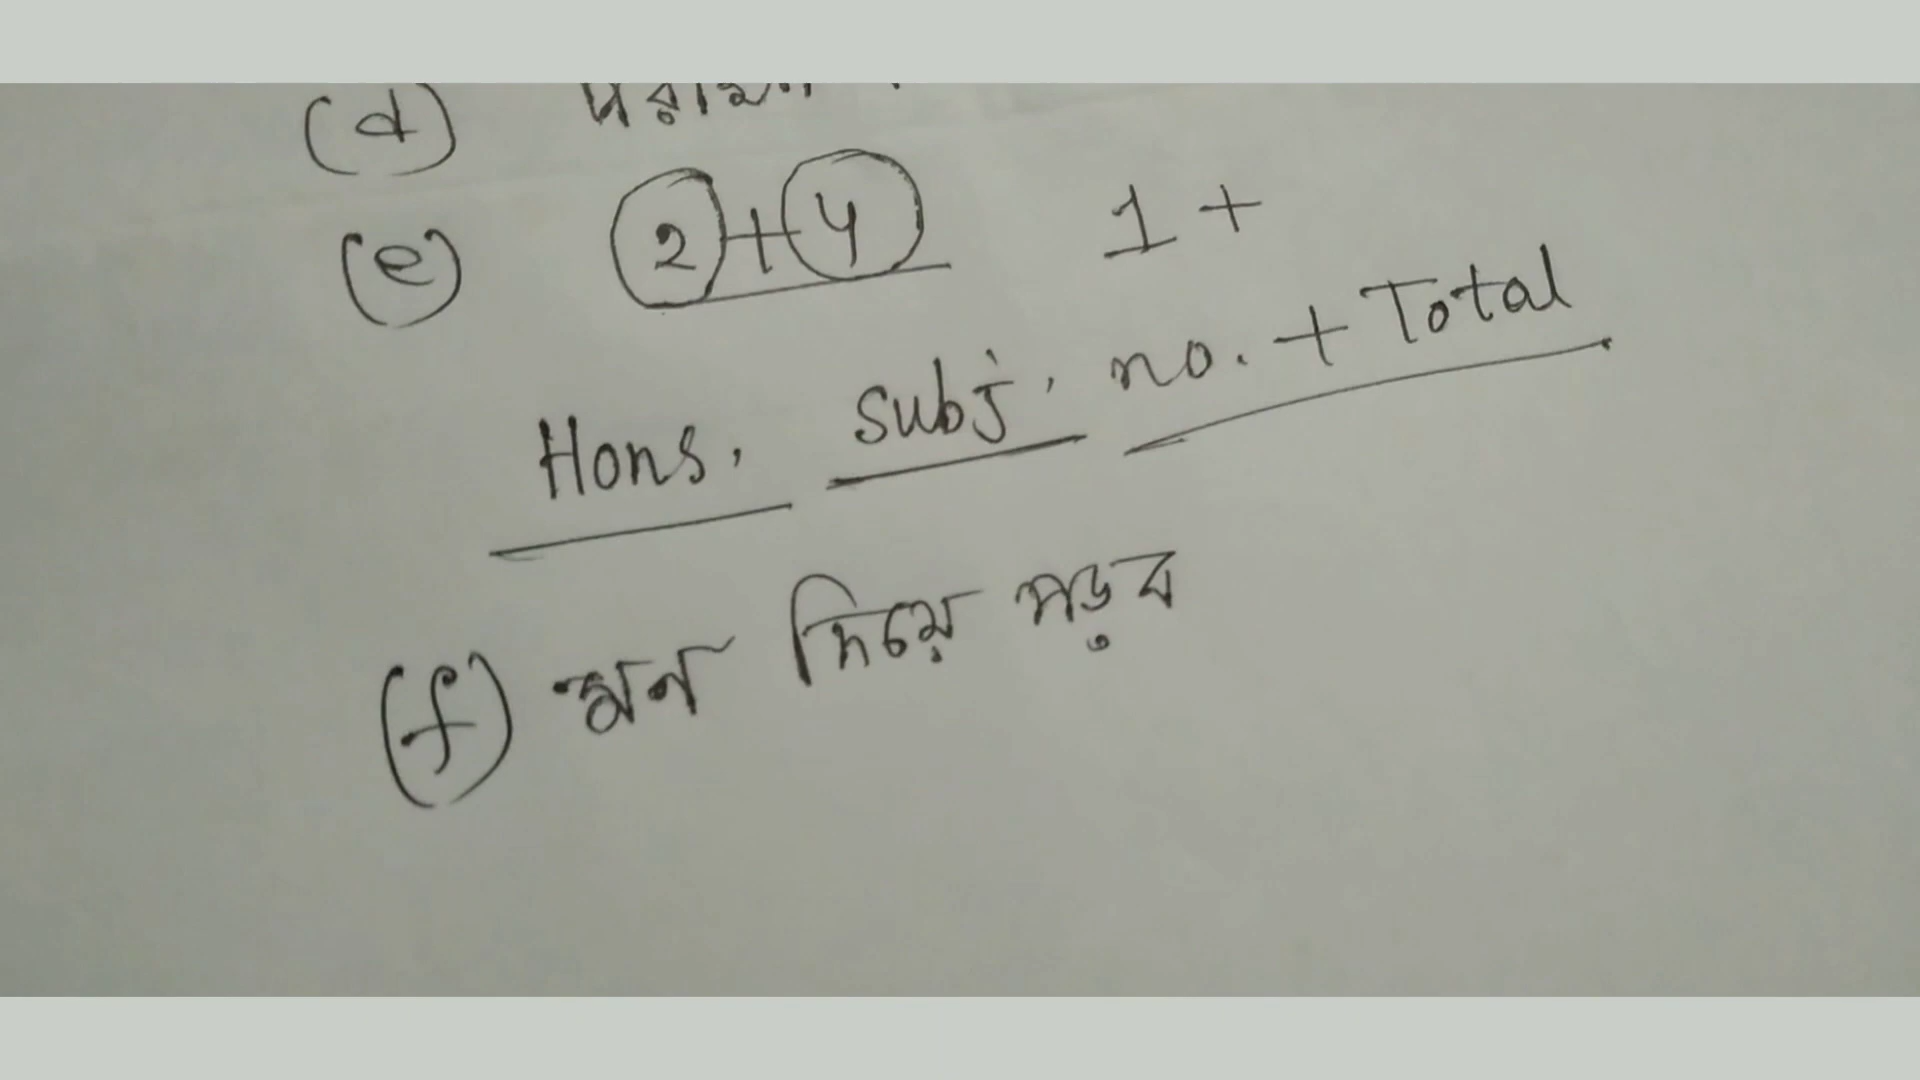 (d)
(e) 2+4 1+
Hons. subj. no. + Total
(f) মন দিয়ে পড়ুব